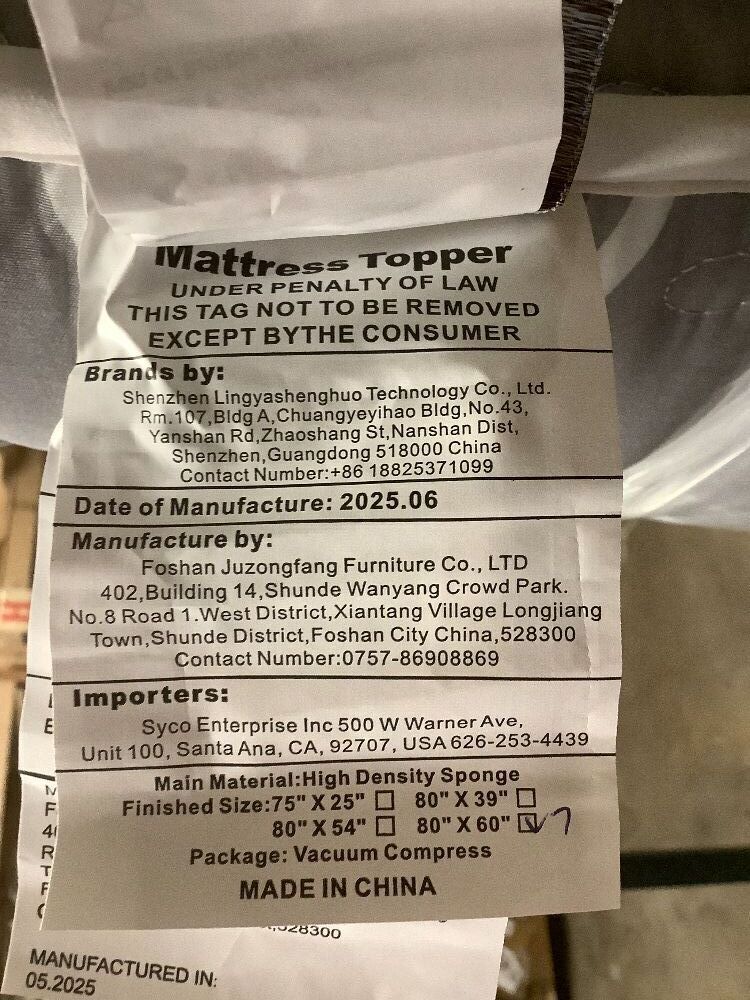 Mattress Topper
UNDER PENALTY OF LAW
THIS TAG NOT TO BE REMOVED
EXCEPT BYTHE CONSUMER
Brands by:
Shenzhen Lingyashenghuo Technology Co., Ltd.
Rm.107,Bldg A,Chuangyeyihao Bldg,No.43,
Yanshan Rd,Zhaoshang St,Nanshan Dist,
Shenzhen,Guangdong 518000 China
Contact Number:+86 18825371099
Date of Manufacture: 2025.06
Manufacture by:
Foshan Juzongfang Furniture Co., LTD
402,Building 14,Shunde Wanyang Crowd Park.
No.8 Road 1.West District,Xiantang Village Longjiang
Town,Shunde District,Foshan City China,528300
Contact Number:0757-86908869
Importers:
Syco Enterprise Inc 500 W Warner Ave,
Unit 100, Santa Ana, CA, 92707, USA 626-253-4439
Main Material:High Density Sponge
Finished Size:75" X 25" ☐ 80" X 39" ☐
80" X 54" ☐ 80" X 60" ☑
Package: Vacuum Compress
MADE IN CHINA
,528300
MANUFACTURED IN:
05.2025